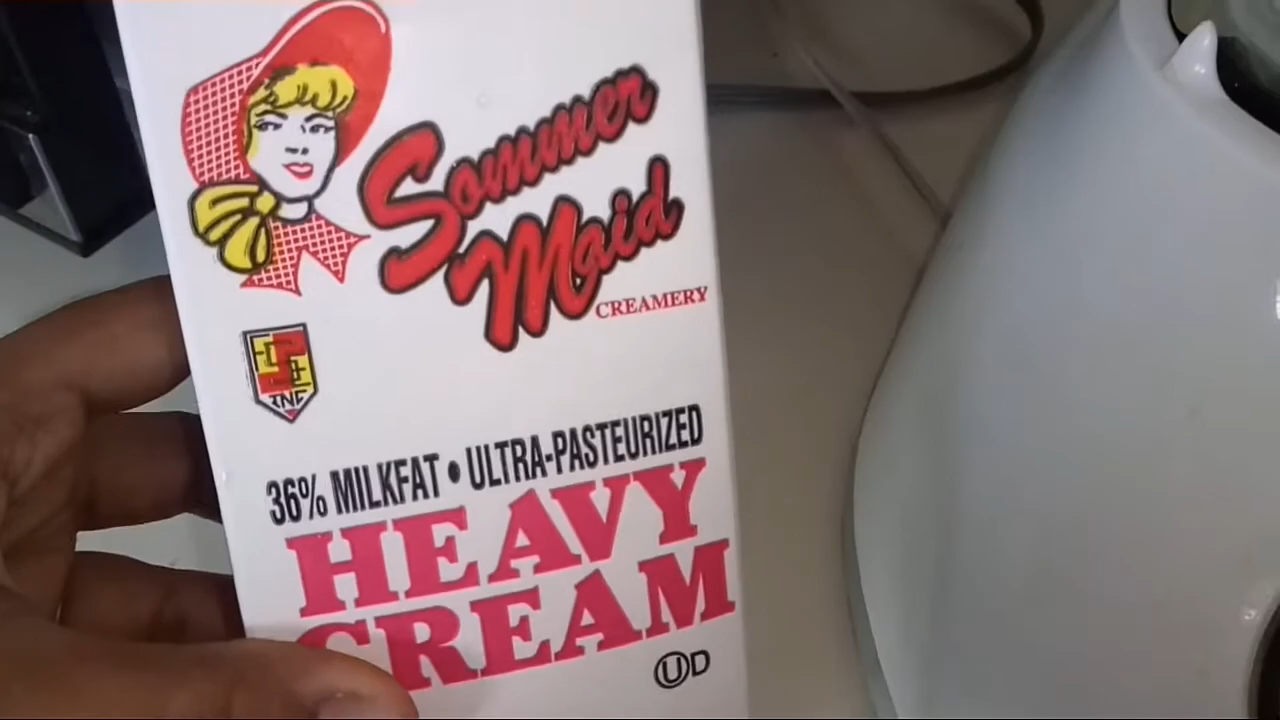 Sommer
Maid
CREAMERY
36% MILKFAT • ULTRA-PASTEURIZED
HEAVY
CREAM
UD